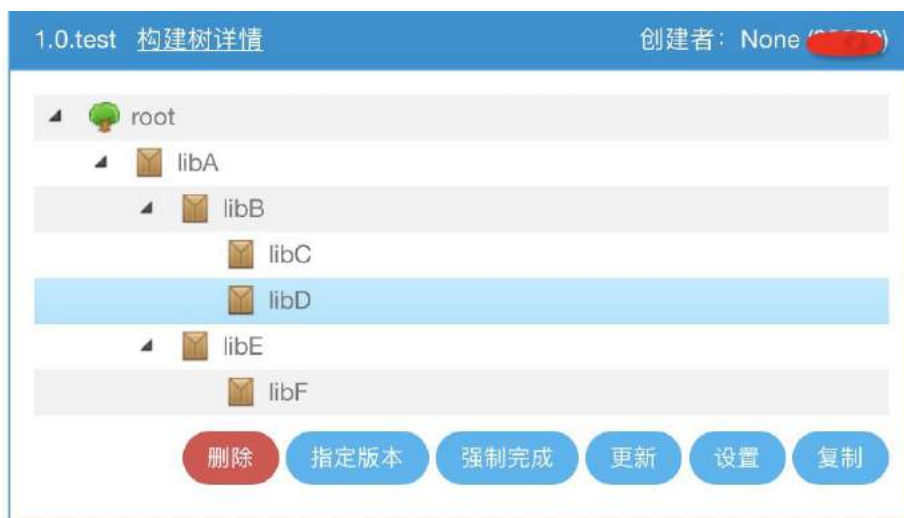 1.0.test 构建树详情 创建者：None
root
libA
libB
libC
libD
libE
libF
删除 指定版本 强制完成 更新 设置 复制